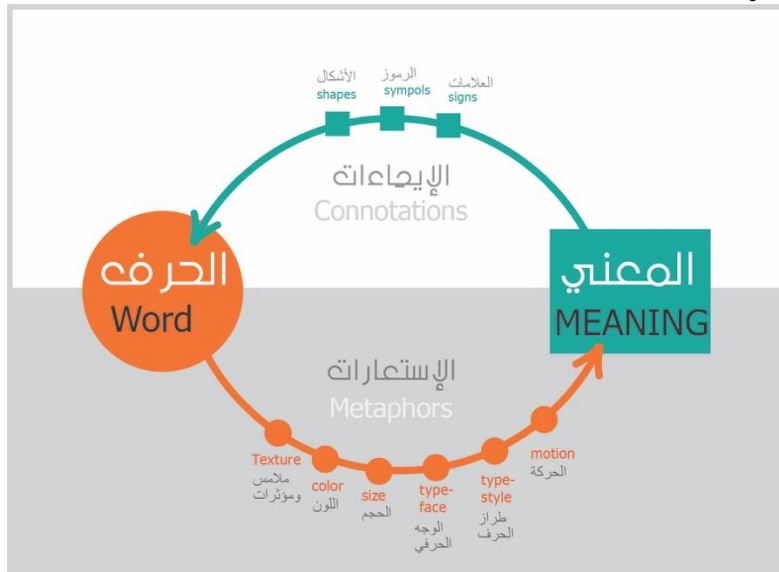 الأشكال
shapes
الرموز
sympols
العلامات
signs
الإيحاءات
Connotations
الحرف
Word
المعني
MEANING
الإستعارات
Metaphors
Texture
ملامس
ومؤثرات
color
اللون
size
الحجم
type-
face
الوجه
الحرفي
type-
style
طراز
الحرف
motion
الحركة